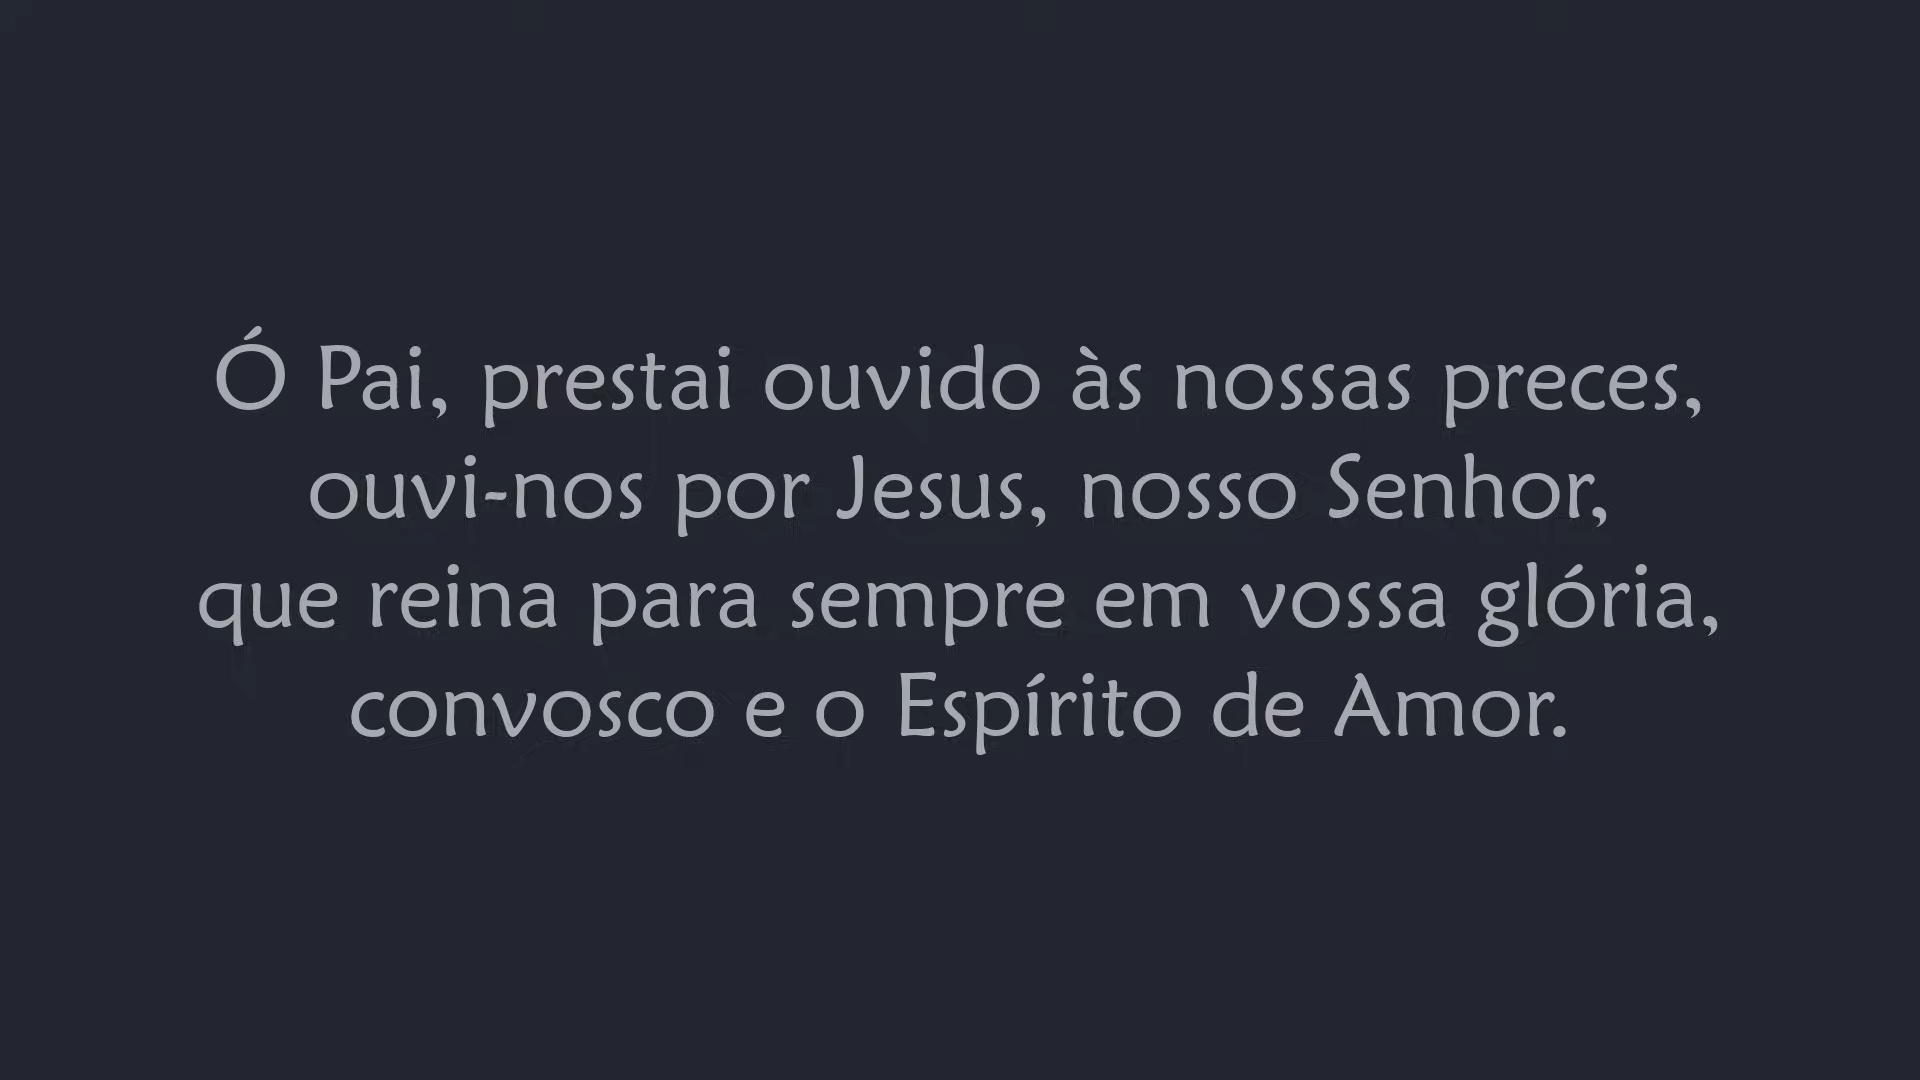 Ó Pai, prestai ouvido às nossas preces,
ouvi-nos por Jesus, nosso Senhor,
que reina para sempre em vossa glória,
convosco e o Espírito de Amor.